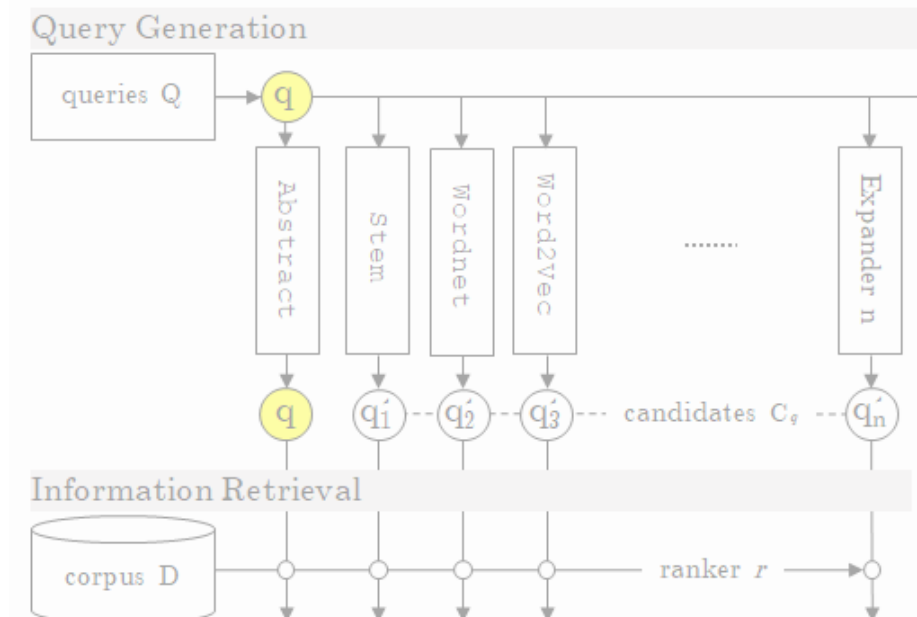 Query Generation
queries Q
q
Abstract
Stem
Wordnet
Word2Vec
........
Expander n
q
q´1
q´2
q´3
candidates Cq
q´n
Information Retrieval
corpus D
ranker r